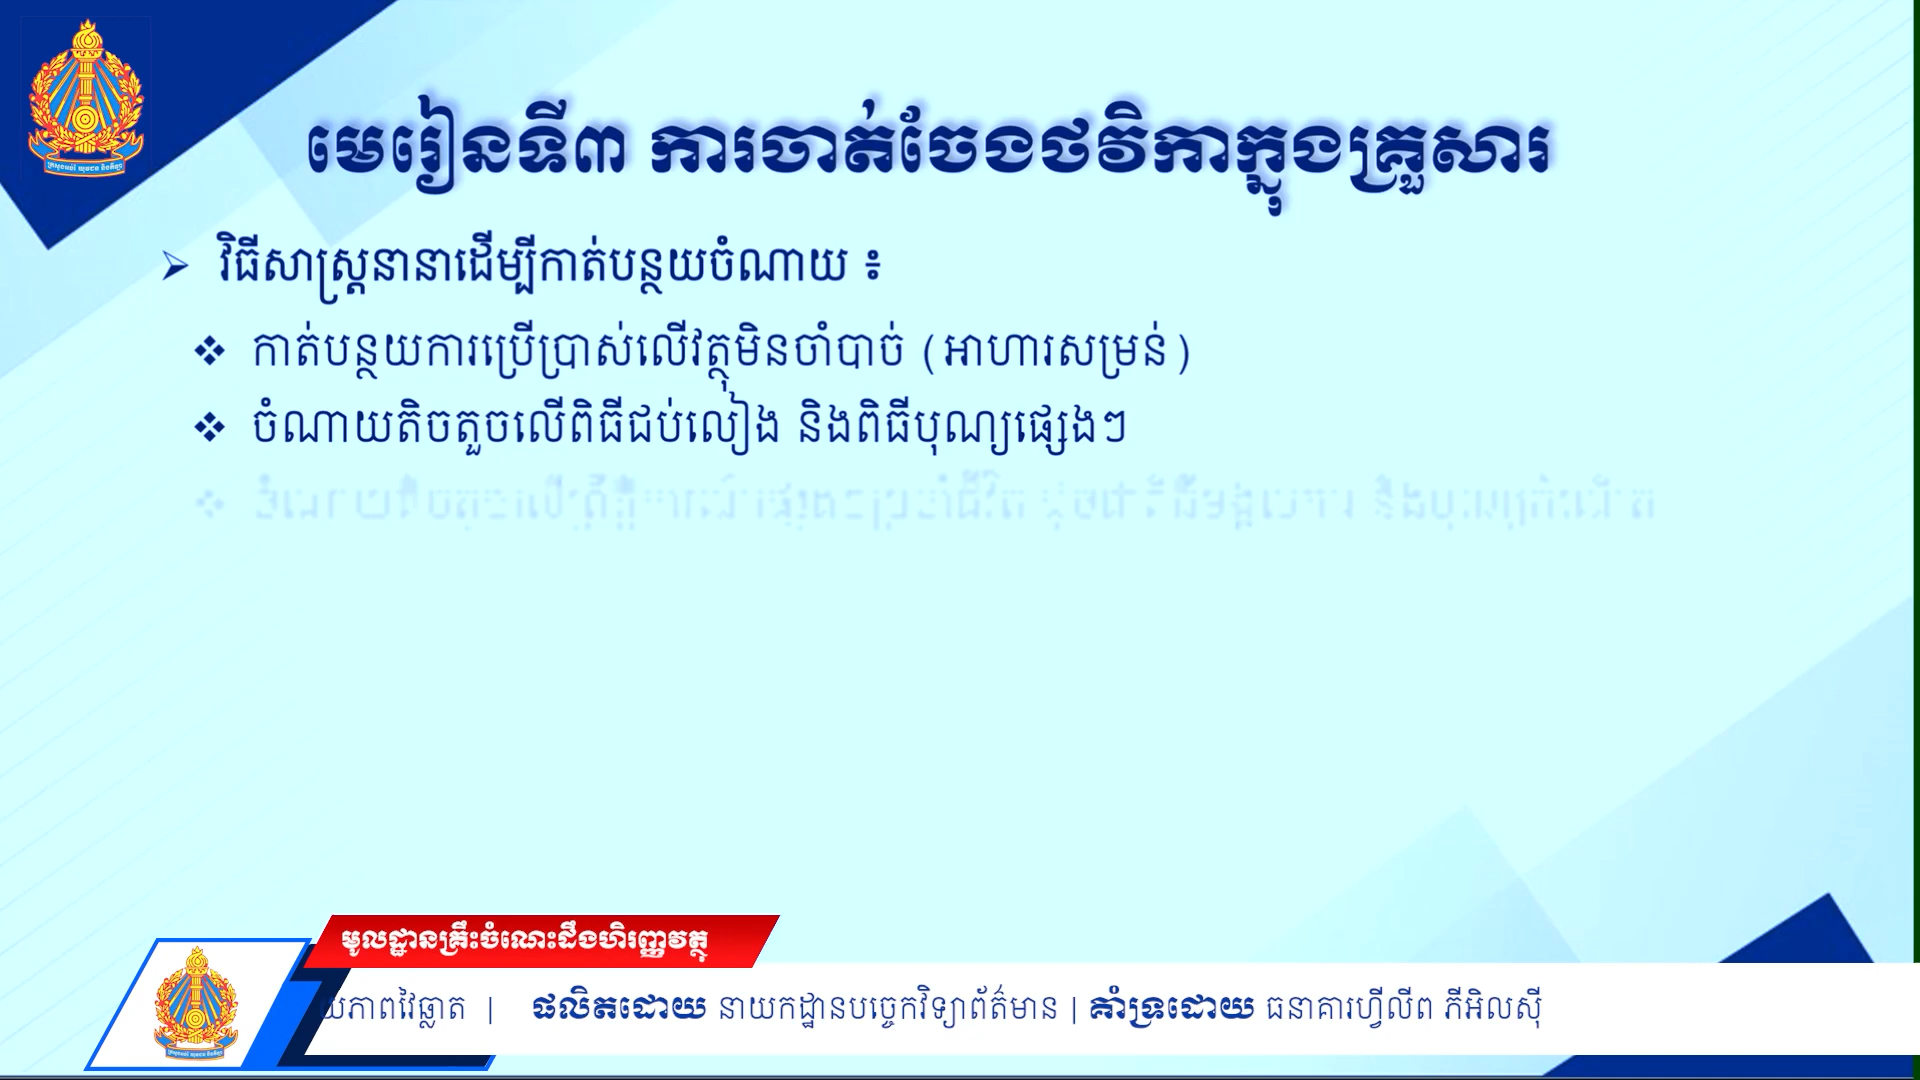 មេរៀនទី៣ ការចាត់ចែងថវិកាក្នុងគ្រួសារ
វិធីសាស្ត្រនានាដើម្បីកាត់បន្ថយចំណាយ ៖
កាត់បន្ថយការប្រើប្រាស់លើវត្ថុមិនចាំបាច់ (អាហារសម្រន់)
ចំណាយតិចតួចលើពិធីជប់លៀង និងពិធីបុណ្យផ្សេងៗ
មូលដ្ឋានគ្រឹះចំណេះដឹងហិរញ្ញវត្ថុ
យភាពវៃឆ្លាត | ផលិតដោយ នាយកដ្ឋានបច្ចេកវិទ្យាព័ត៌មាន | គាំទ្រដោយ ធនាគារហ្វីលីព ភីអិលស៊ី